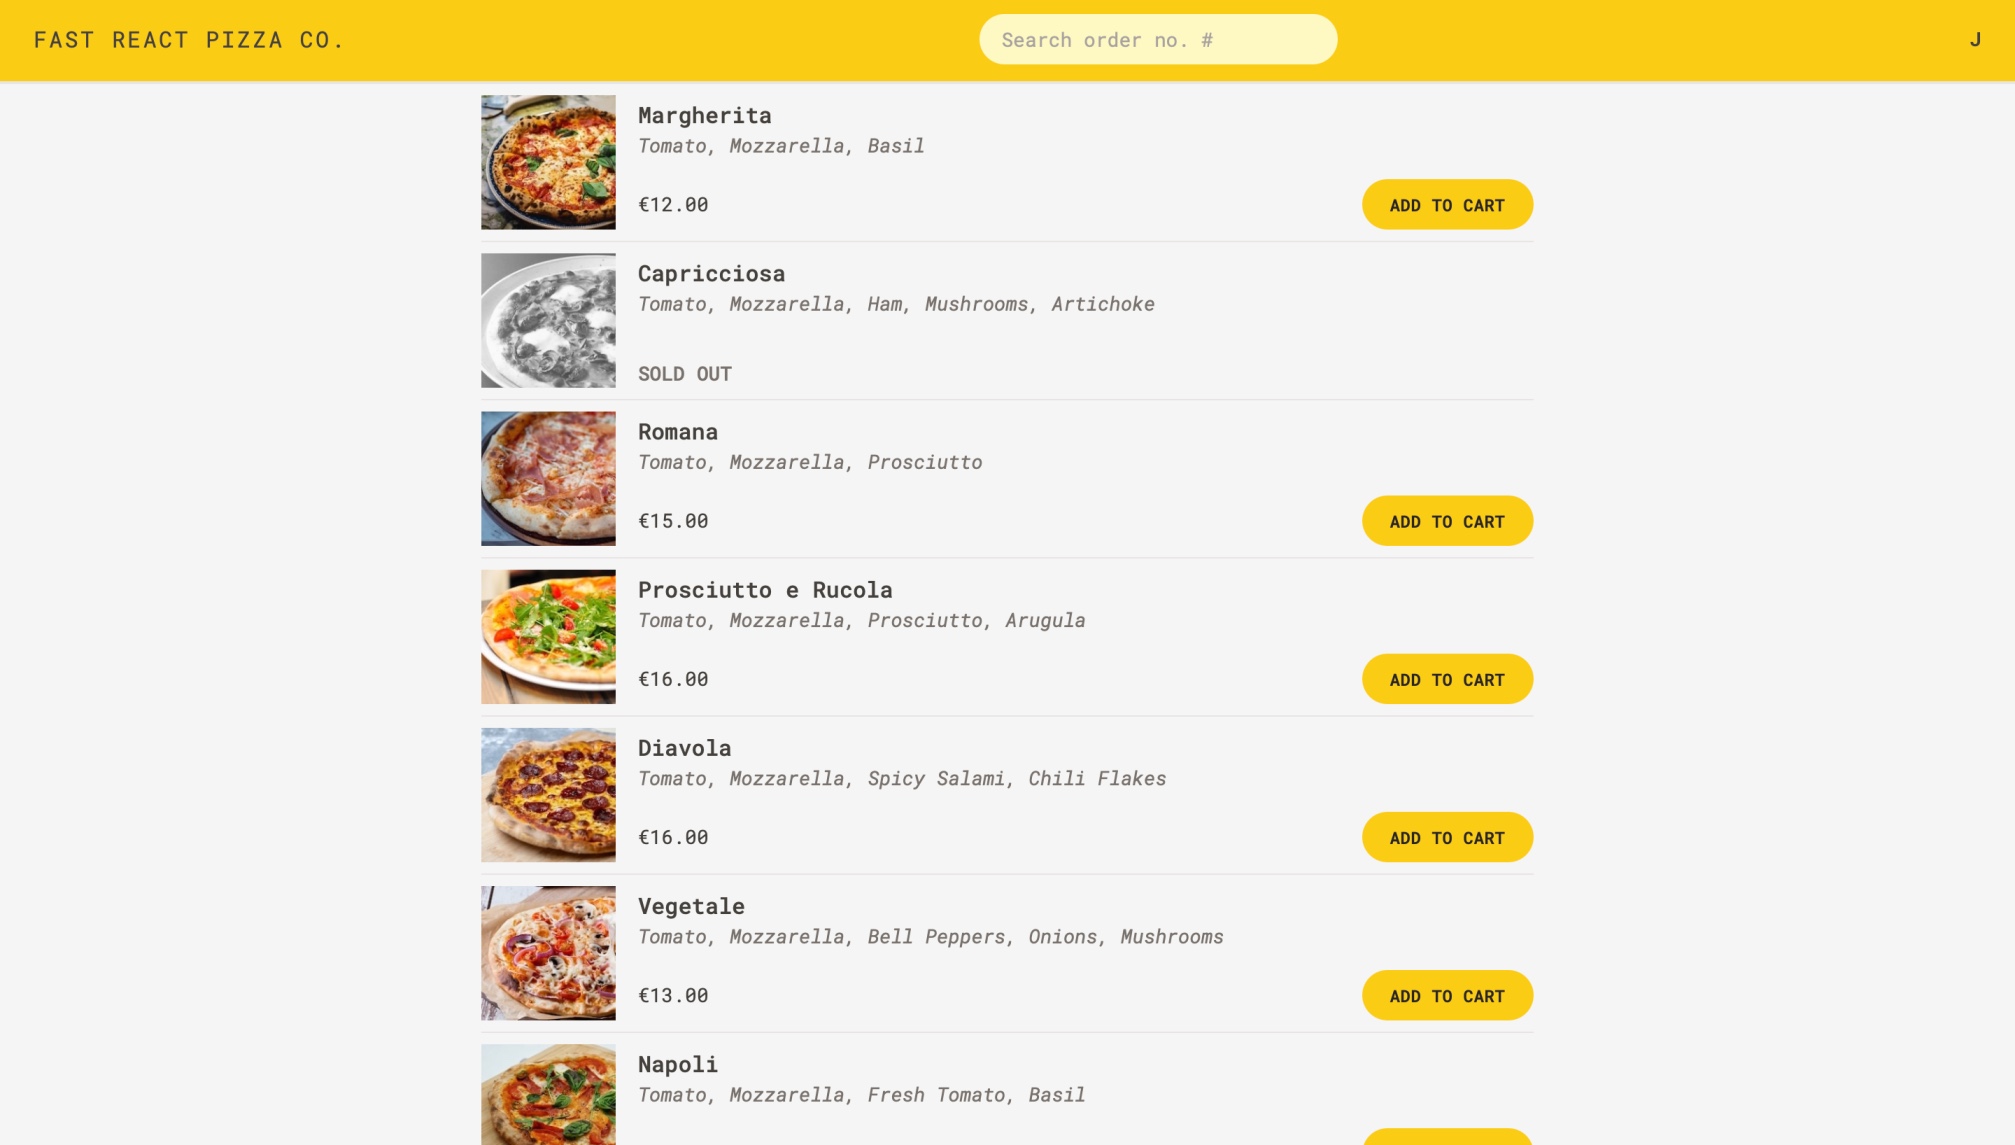 FAST REACT PIZZA CO.
Search order no. #
J
Margherita
Tomato, Mozzarella, Basil
€12.00
ADD TO CART
Capricciosa
Tomato, Mozzarella, Ham, Mushrooms, Artichoke
SOLD OUT
Romana
Tomato, Mozzarella, Prosciutto
€15.00
ADD TO CART
Prosciutto e Rucola
Tomato, Mozzarella, Prosciutto, Arugula
€16.00
ADD TO CART
Diavola
Tomato, Mozzarella, Spicy Salami, Chili Flakes
€16.00
ADD TO CART
Vegetale
Tomato, Mozzarella, Bell Peppers, Onions, Mushrooms
€13.00
ADD TO CART
Napoli
Tomato, Mozzarella, Fresh Tomato, Basil